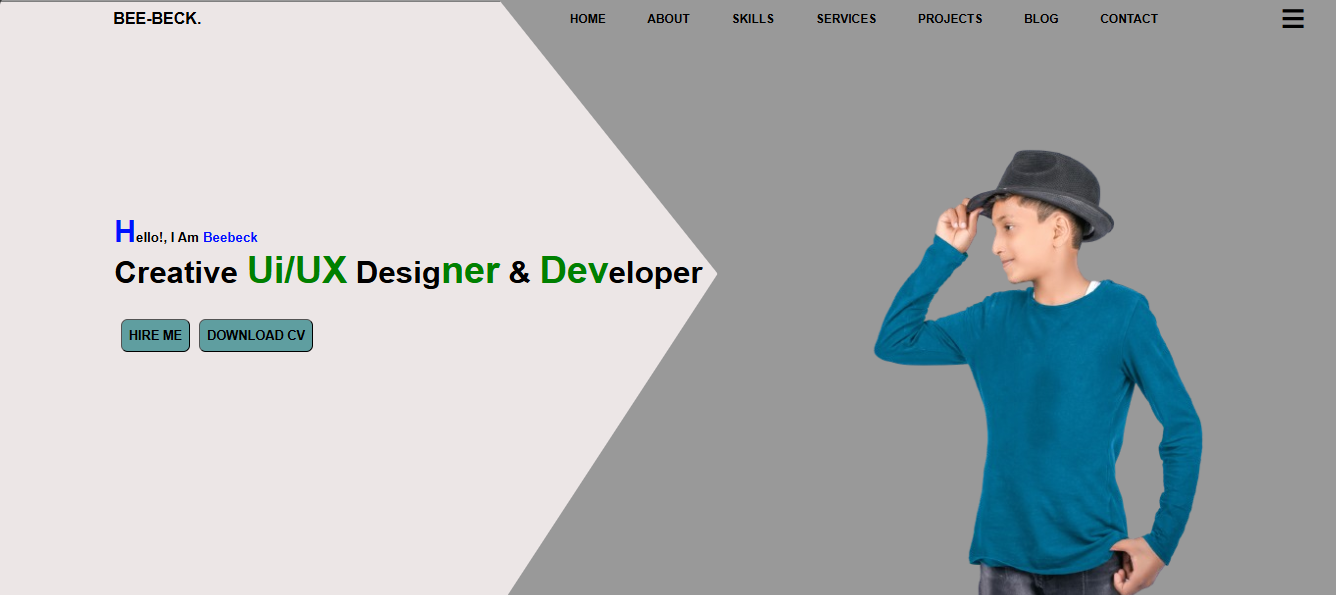 BEE-BECK.
HOME ABOUT SKILLS SERVICES PROJECTS BLOG CONTACT
Hello!, I Am Beebeck
Creative Ui/UX Designer & Developer
HIRE ME DOWNLOAD CV